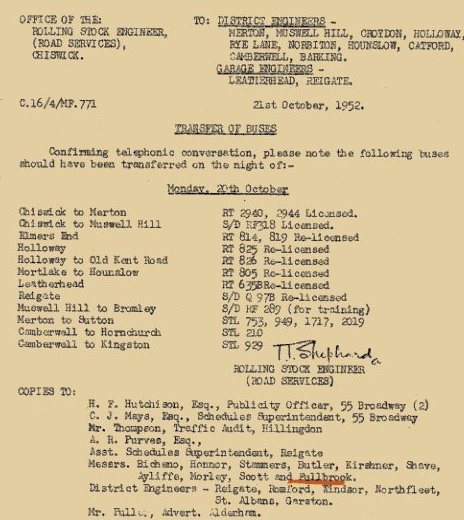 OFFICE OF THE:
ROLLING STOCK ENGINEER,
(ROAD SERVICES),
CHISWICK.
TO: DISTRICT ENGINEERS -
MERTON, MUSWELL HILL, CROYDON, HOLLOWAY,
RYE LANE, NORBITON, HOUNSLOW, CATFORD,
CAMBERWELL, BARKING.
GARAGE ENGINEERS -
LEATHERHEAD, REIGATE.
C.16/4/MF.771
21st October, 1952.
TRANSFER OF BUSES
Confirming telephonic conversation, please note the following buses
should have been transferred on the night of:-
Monday, 20th October
Chiswick to Merton RT 2940, 2944 Licensed.
Chiswick to Muswell Hill S/D RF318 Licensed.
Elmers End RT 814, 819 Re-licensed
Holloway RT 825 Re-licensed
Holloway to Old Kent Road RT 826 Re-licensed
Mortlake to Hounslow RT 805 Re-licensed
Leatherhead RT 635BRe-licensed
Reigate S/D Q 97B Re-licensed
Muswell Hill to Bromley S/D RF 289 (for training)
Merton to Sutton STL 753, 949, 1717, 2019
Camberwell to Hornchurch STL 210
Camberwell to Kingston STL 929
T.T. Shephard
ROLLING STOCK ENGINEER
(ROAD SERVICES)
COPIES TO:
H. F. Hutchison, Esq., Publicity Officer, 55 Broadway (2)
C. J. Mays, Esq., Schedules Superintendent, 55 Broadway
Mr. Thompson, Traffic Audit, Hillingdon
A. R. Purves, Esq.,
Asst. Schedules Superintendent, Reigate
Messrs. Bicheno, Honnor, Stammers, Butler, Kirshner, Shave,
Ayliffe, Morley, Scott and Fullbrook.
District Engineers - Reigate, Romford, Windsor, Northfleet,
St. Albans, Garston.
Mr. Fuller, Advert. Aldenham.